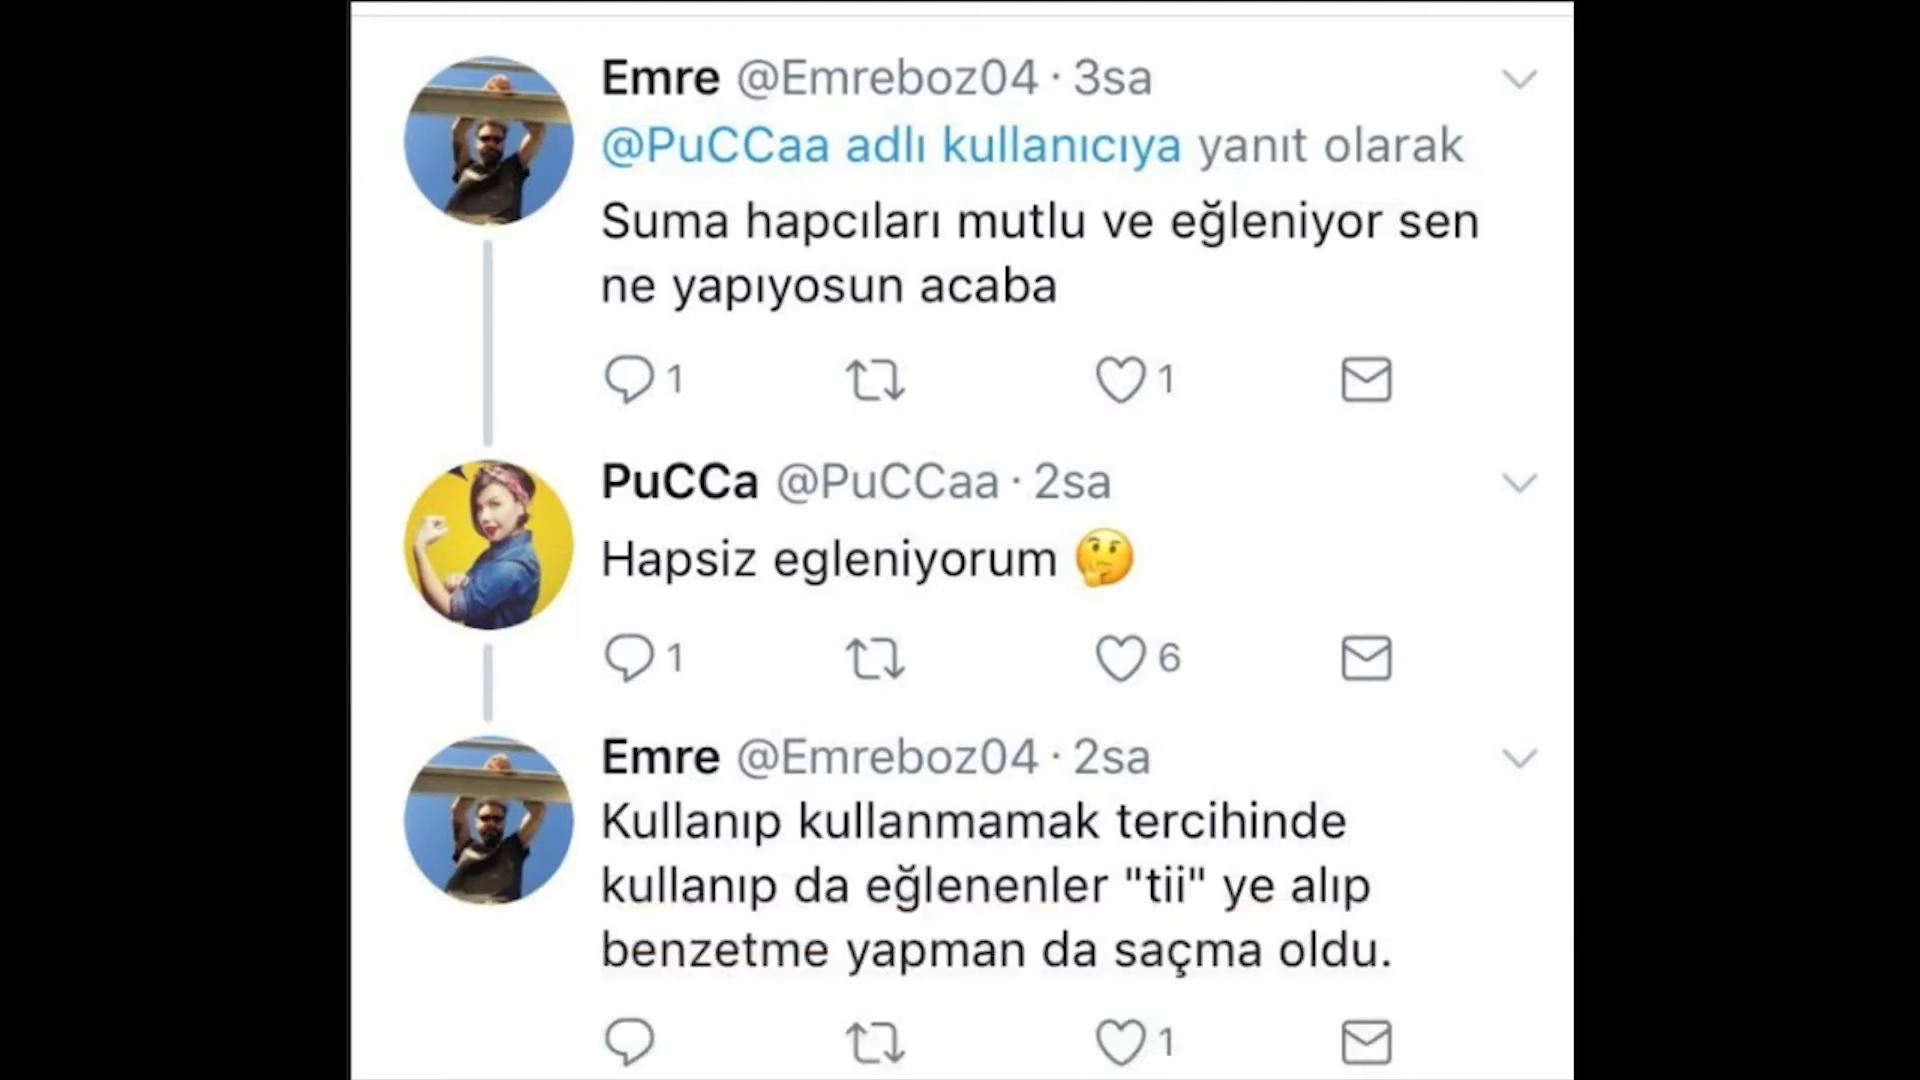 Emre @Emreboz04 · 3sa
@PuCCaa adlı kullanıcıya yanıt olarak
Suma hapcıları mutlu ve eğleniyor sen
ne yapıyosun acaba
1 1
PuCCa @PuCCaa · 2sa
Hapsiz egleniyorum 🤔
1 6
Emre @Emreboz04 · 2sa
Kullanıp kullanmamak tercihinde
kullanıp da eğlenenler "tii" ye alıp
benzetme yapman da saçma oldu.
1